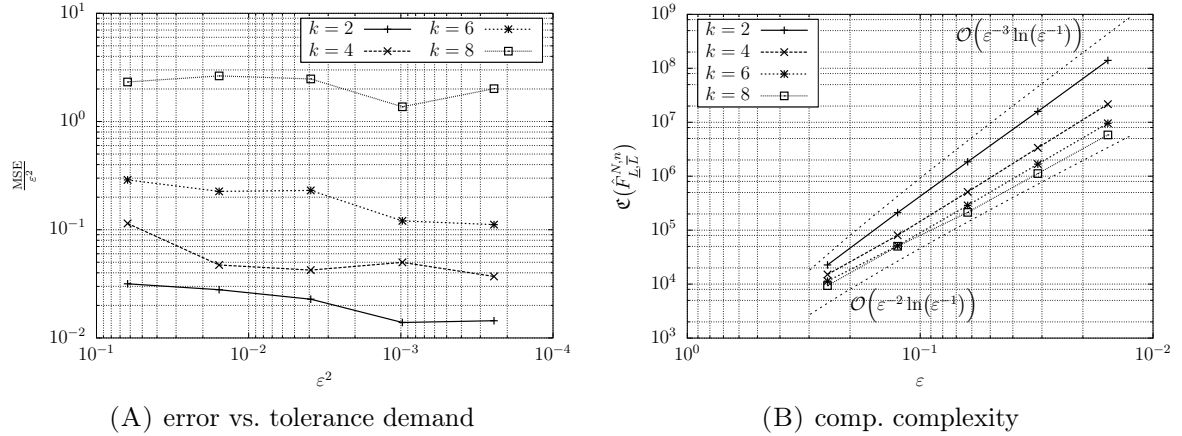 10^1
10^0
10^-1
10^-2
MSE/ε^2
k = 2
k = 4
k = 6
k = 8
10^-1
10^-2
10^-3
10^-4
ε^2
(A) error vs. tolerance demand
10^9
10^8
10^7
10^6
10^5
10^4
10^3
ℭ(F̂^{N,n}_{L̲,L̅})
k = 2
k = 4
k = 6
k = 8
O(ε^-3 ln(ε^-1))
O(ε^-2 ln(ε^-1))
10^0
10^-1
10^-2
ε
(B) comp. complexity